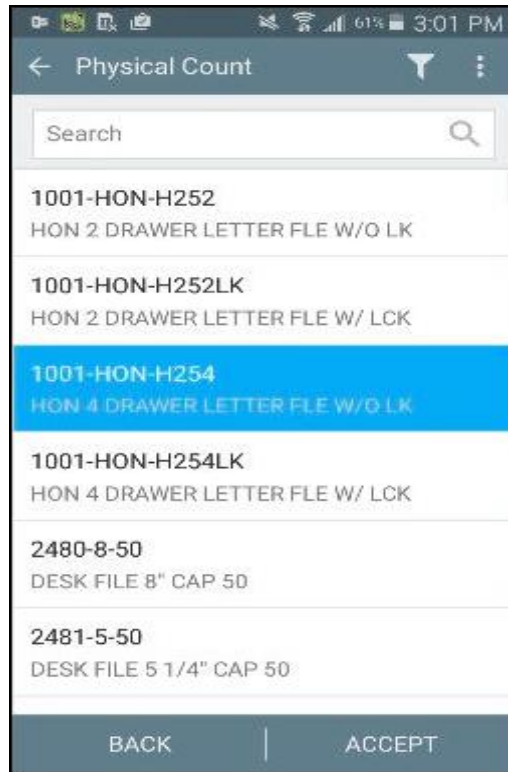 61% 3:01 PM
Physical Count
Search
1001-HON-H252
HON 2 DRAWER LETTER FLE W/O LK
1001-HON-H252LK
HON 2 DRAWER LETTER FLE W/ LCK
1001-HON-H254
HON 4 DRAWER LETTER FLE W/O LK
1001-HON-H254LK
HON 4 DRAWER LETTER FLE W/ LCK
2480-8-50
DESK FILE 8" CAP 50
2481-5-50
DESK FILE 5 1/4" CAP 50
BACK ACCEPT